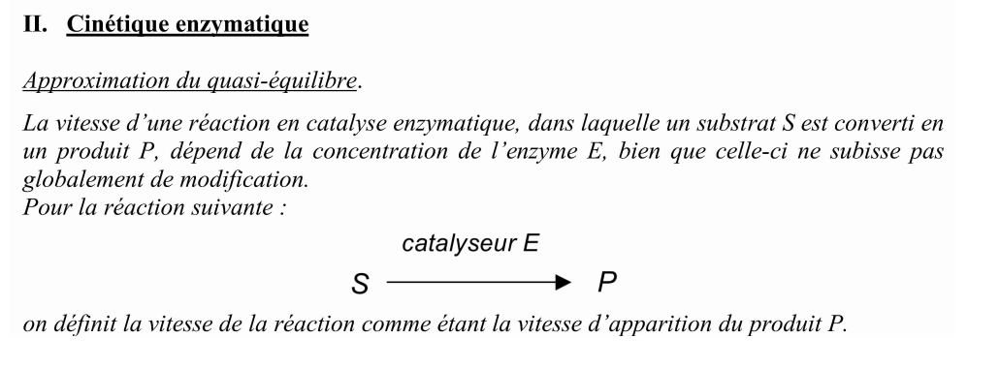 II. Cinétique enzymatique
Approximation du quasi-équilibre.
La vitesse d'une réaction en catalyse enzymatique, dans laquelle un substrat S est converti en
un produit P, dépend de la concentration de l'enzyme E, bien que celle-ci ne subisse pas
globalement de modification.
Pour la réaction suivante :
catalyseur E
S P
on définit la vitesse de la réaction comme étant la vitesse d'apparition du produit P.